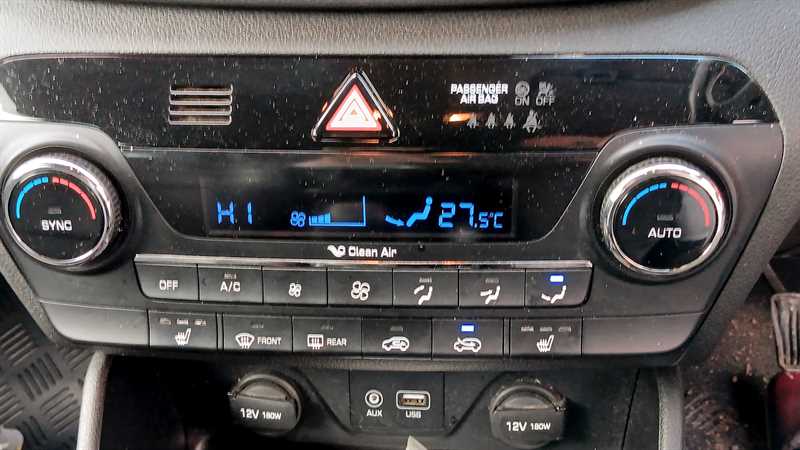 PASSENGER
AIR BAG
ON OFF
SYNC
H.I
27.5°C
AUTO
Clean Air
OFF
A/C
FRONT
REAR
12V 180W
AUX
USB
12V 180W